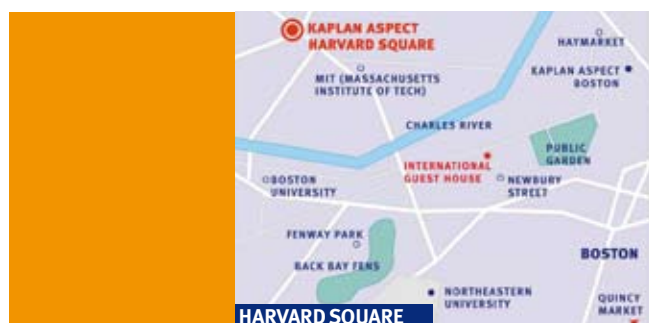 KAPLAN ASPECT
HARVARD SQUARE
HAYMARKET
MIT (MASSACHUSETTS
INSTITUTE OF TECH)
KAPLAN ASPECT
BOSTON
CHARLES RIVER
PUBLIC
GARDEN
INTERNATIONAL
GUEST HOUSE
BOSTON
UNIVERSITY
NEWBURY
STREET
FENWAY PARK
BACK BAY FENS
BOSTON
NORTHEASTERN
UNIVERSITY
QUINCY
MARKET
HARVARD SQUARE